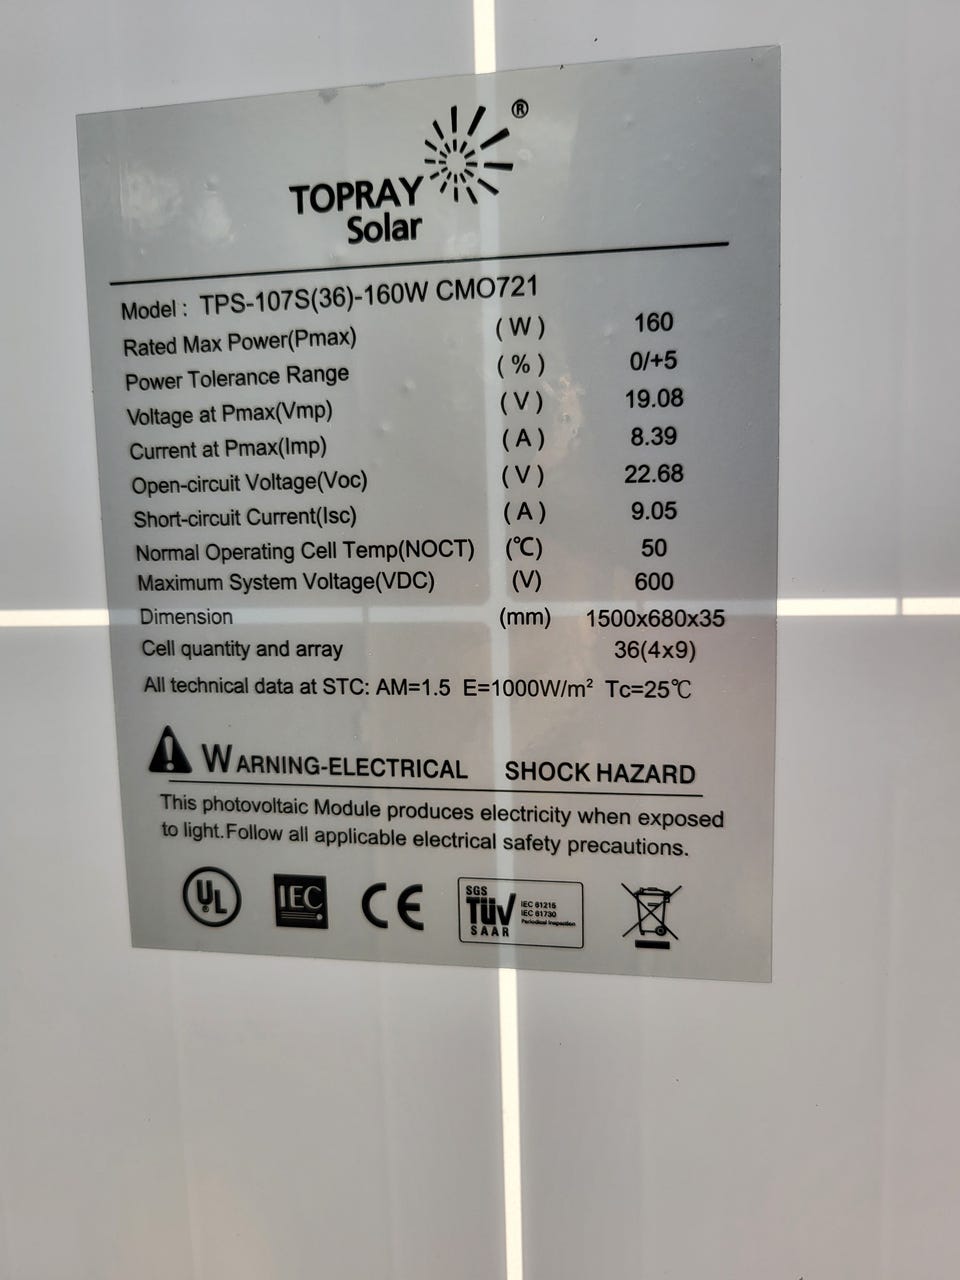 TOPRAY ®
Solar
Model : TPS-107S(36)-160W CMO721
Rated Max Power(Pmax) (W) 160
Power Tolerance Range (%) 0/+5
Voltage at Pmax(Vmp) (V) 19.08
Current at Pmax(Imp) (A) 8.39
Open-circuit Voltage(Voc) (V) 22.68
Short-circuit Current(Isc) (A) 9.05
Normal Operating Cell Temp(NOCT) (℃) 50
Maximum System Voltage(VDC) (V) 600
Dimension (mm) 1500x680x35
Cell quantity and array 36(4x9)
All technical data at STC: AM=1.5 E=1000W/m² Tc=25℃
WARNING-ELECTRICAL SHOCK HAZARD
This photovoltaic Module produces electricity when exposed
to light.Follow all applicable electrical safety precautions.
UL IEC CE
SGS
TÜV
SAAR
IEC 61215
IEC 61730
Periodical Inspection